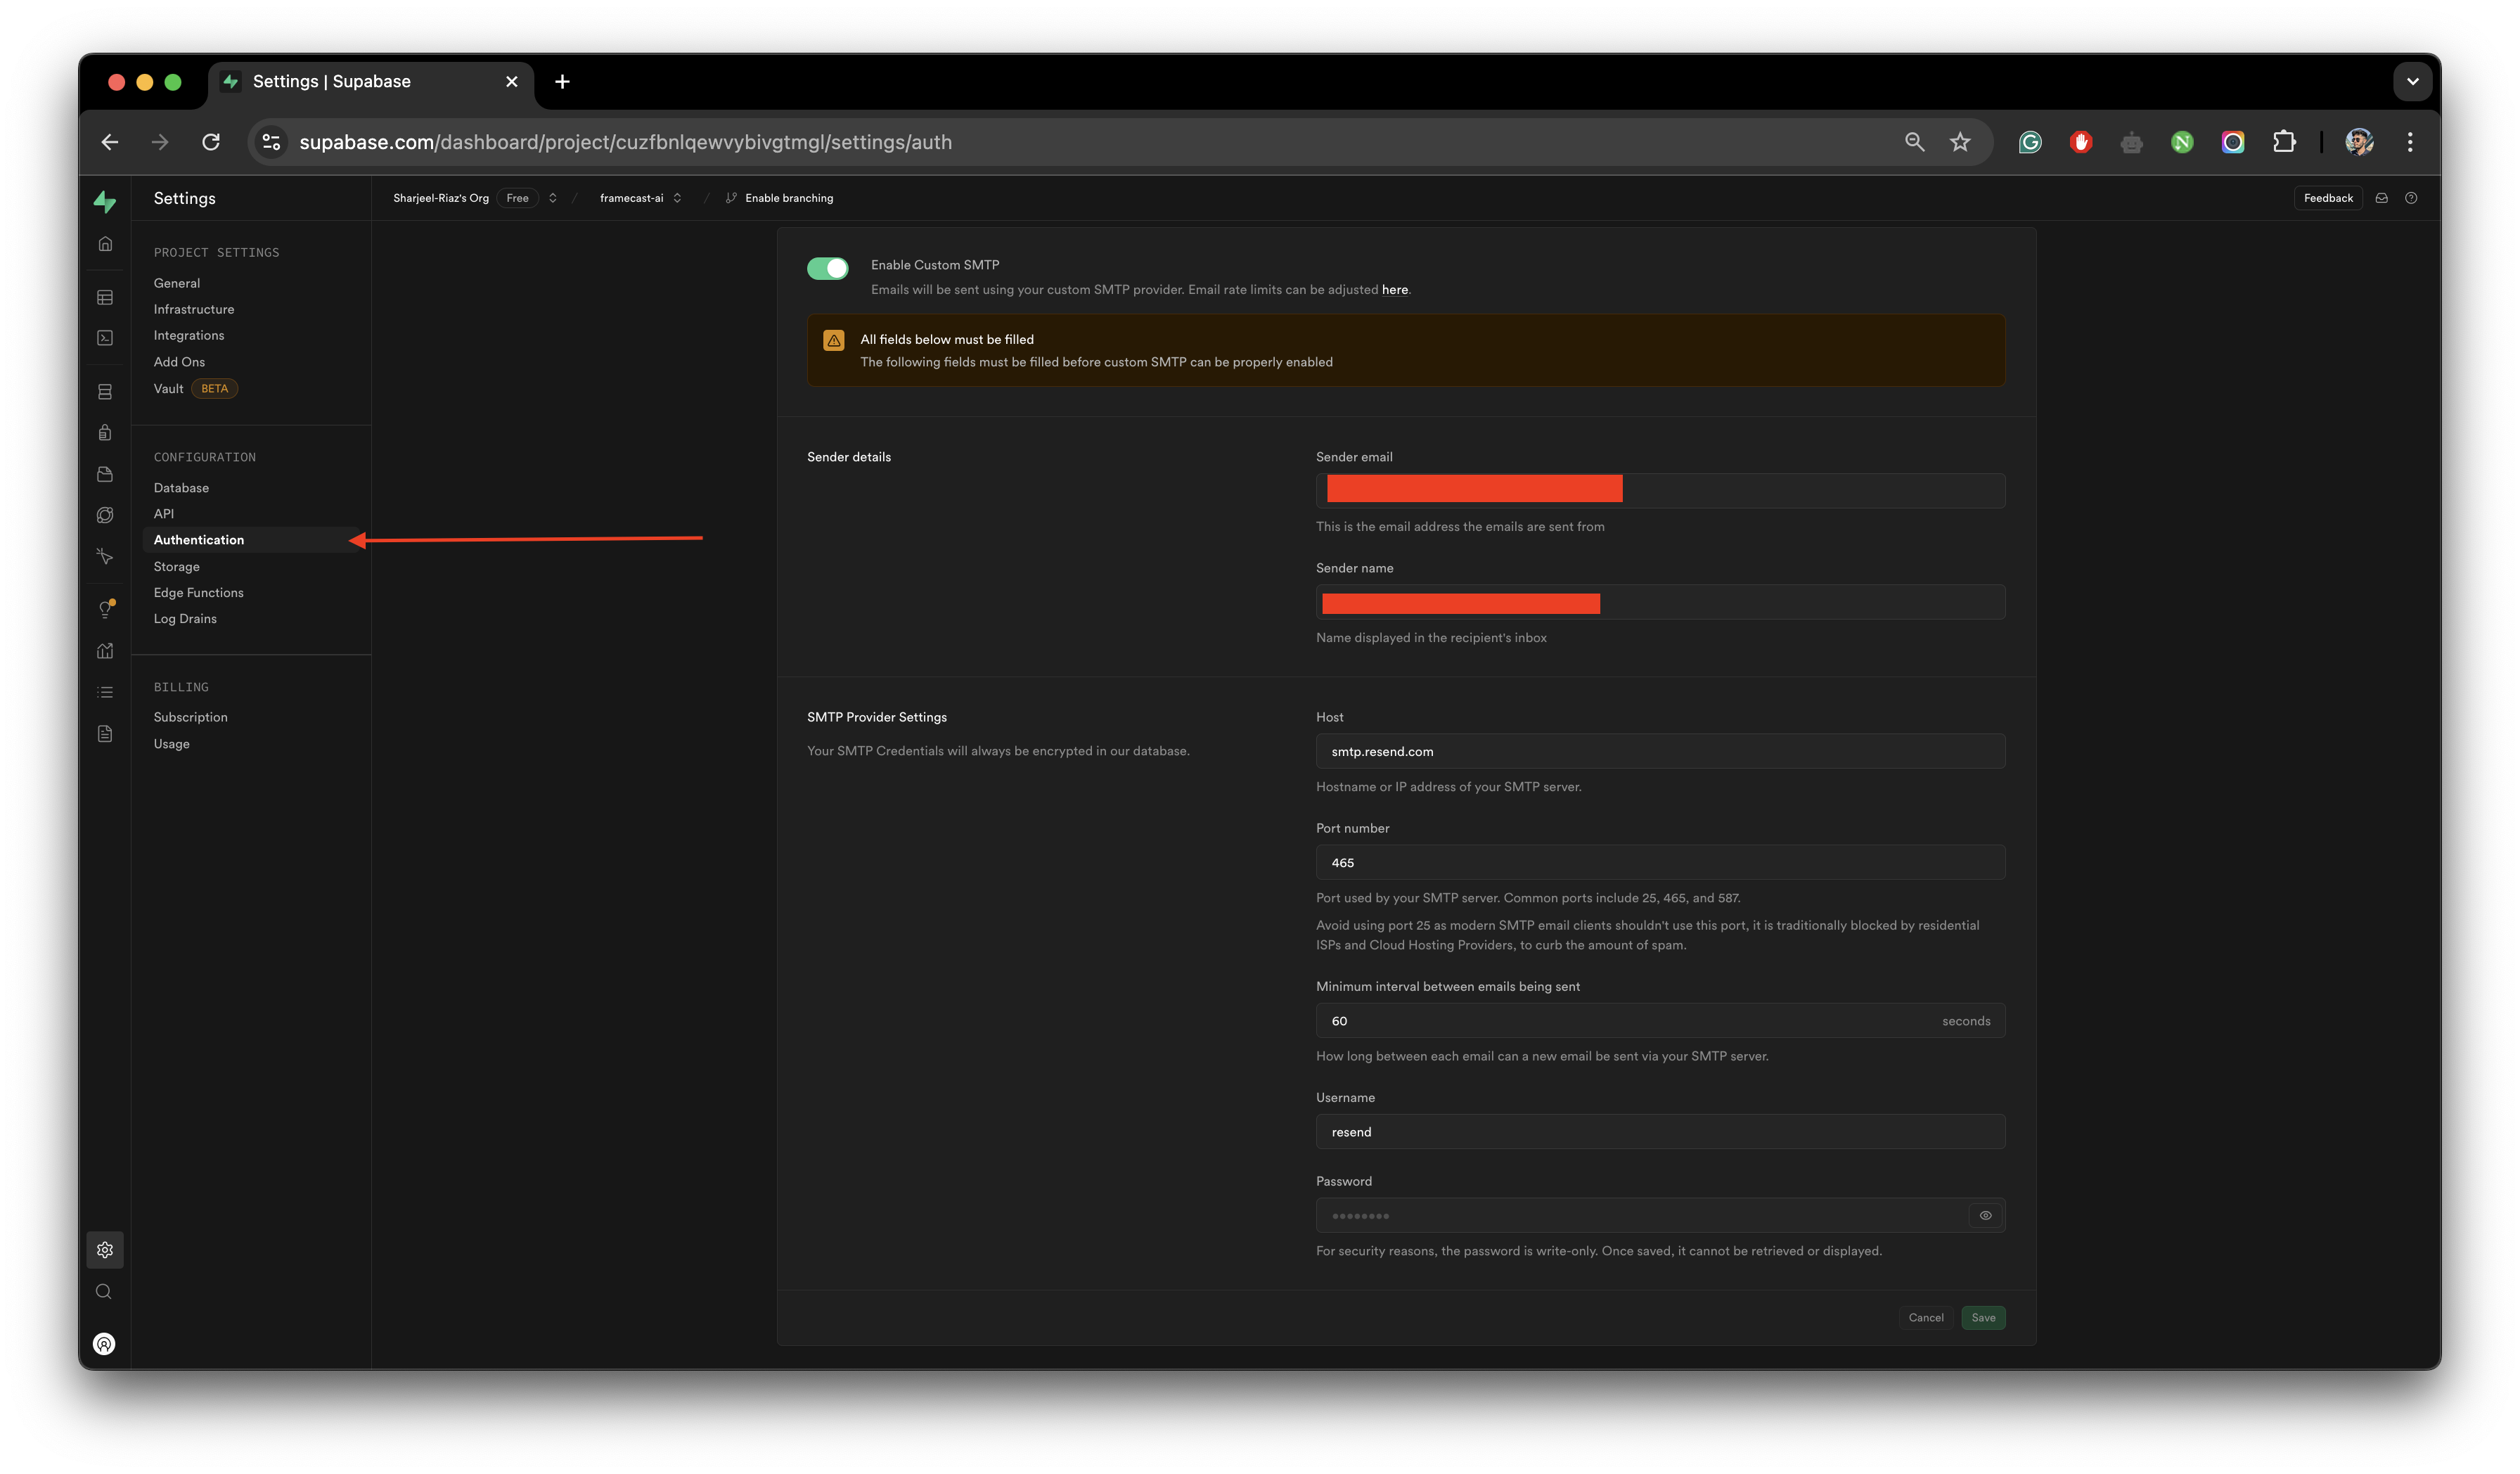 Settings | Supabase
supabase.com/dashboard/project/cuzfbnlqewvybivgtmgl/settings/auth
Settings
Sharjeel-Riaz's Org Free / framecast-ai / Enable branching
Feedback
PROJECT SETTINGS
General
Infrastructure
Integrations
Add Ons
Vault BETA
CONFIGURATION
Database
API
Authentication
Storage
Edge Functions
Log Drains
BILLING
Subscription
Usage
Enable Custom SMTP
Emails will be sent using your custom SMTP provider. Email rate limits can be adjusted here.
All fields below must be filled
The following fields must be filled before custom SMTP can be properly enabled
Sender details
Sender email
This is the email address the emails are sent from
Sender name
Name displayed in the recipient's inbox
SMTP Provider Settings
Your SMTP Credentials will always be encrypted in our database.
Host
smtp.resend.com
Hostname or IP address of your SMTP server.
Port number
465
Port used by your SMTP server. Common ports include 25, 465, and 587.
Avoid using port 25 as modern SMTP email clients shouldn't use this port, it is traditionally blocked by residential
ISPs and Cloud Hosting Providers, to curb the amount of spam.
Minimum interval between emails being sent
60 seconds
How long between each email can a new email be sent via your SMTP server.
Username
resend
Password
••••••••
For security reasons, the password is write-only. Once saved, it cannot be retrieved or displayed.
Cancel Save